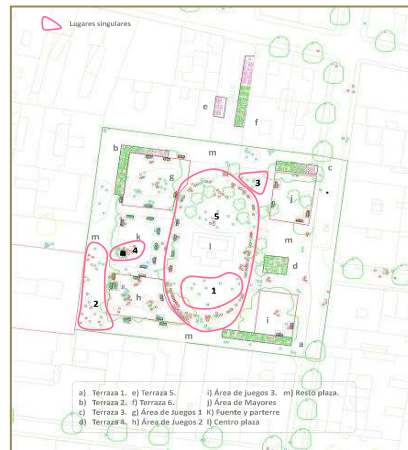 Lugares singulares
e
f
m
b
c
g
3
j
5
m
k
m
4
l
d
2
1
h
g
i
m
a
a) Terraza 1. e) Terraza 5. i) Área de juegos 3. m) Resto plaza.
b) Terraza 2. f) Terraza 6. j) Área de Mayores
c) Terraza 3. g) Área de Juegos 1 K) Fuente y parterre
d) Terraza 4. h) Área de Juegos 2 l) Centro plaza